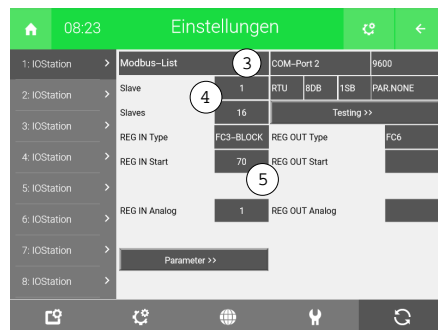 08:23 Einstellungen
1: IOStation
2: IOStation
3: IOStation
4: IOStation
5: IOStation
6: IOStation
7: IOStation
8: IOStation
Modbus-List 3 COM-Port 2 9600
Slave 4 1 RTU 8DB 1SB PAR.NONE
Slaves 16 Testing >>
REG IN Type FC3-BLOCK REG OUT Type FC6
REG IN Start 70 REG OUT Start
5
REG IN Analog 1 REG OUT Analog
Parameter >>